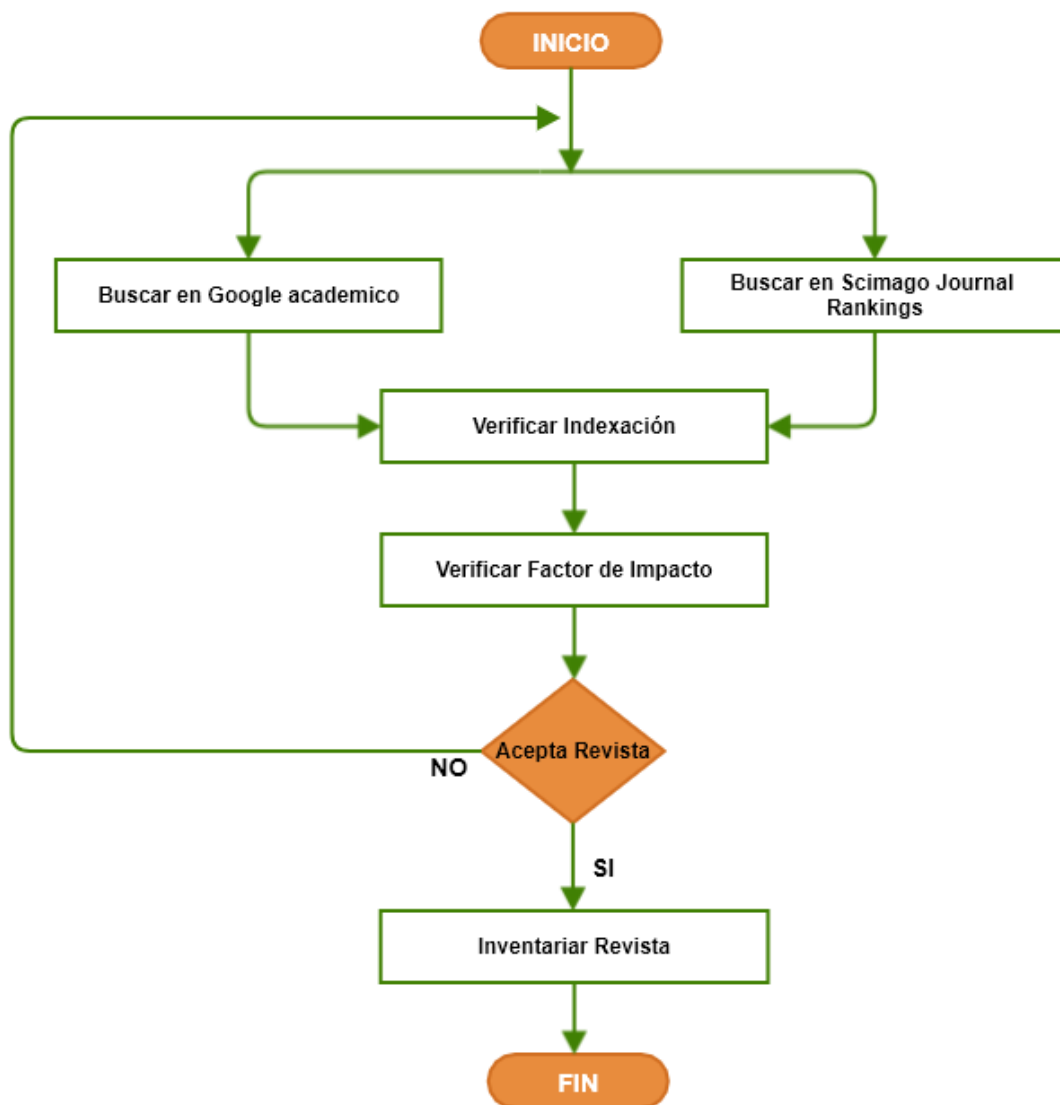 INICIO
Buscar en Google academico
Buscar en Scimago Journal
Rankings
Verificar Indexación
Verificar Factor de Impacto
Acepta Revista
NO
SI
Inventariar Revista
FIN